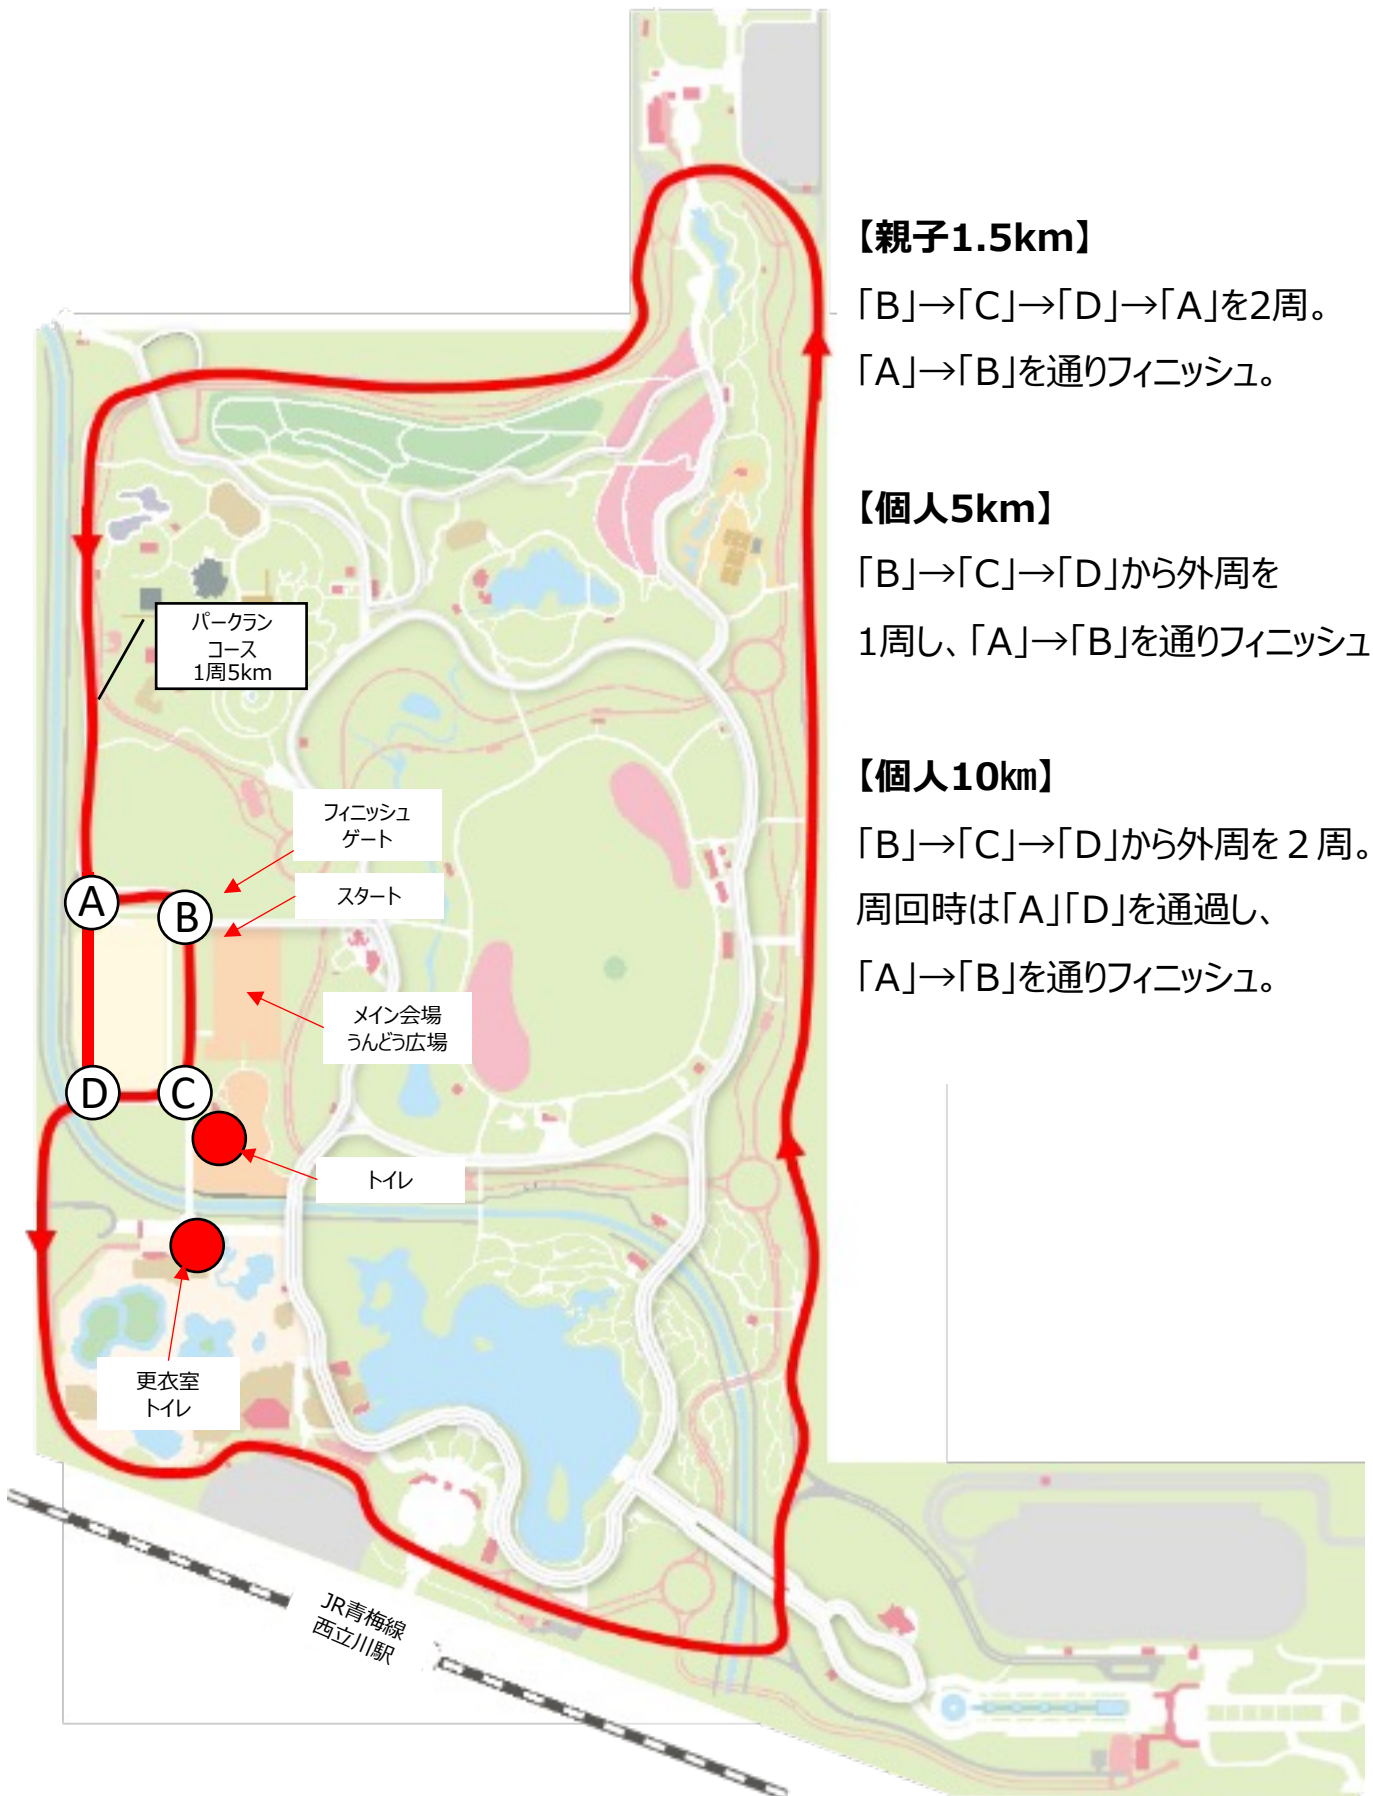 【親子1.5km】
「B」→「C」→「D」→「A」を2周。
「A」→「B」を通りフィニッシュ。
【個人5km】
「B」→「C」→「D」から外周を
1周し、「A」→「B」を通りフィニッシュ
【個人10㎞】
「B」→「C」→「D」から外周を２周。
周回時は「A」「D」を通過し、
「A」→「B」を通りフィニッシュ。
パークラン
コース
1周5km
フィニッシュ
ゲート
スタート
A
B
メイン会場
うんどう広場
D
C
トイレ
更衣室
トイレ
JR青梅線
西立川駅